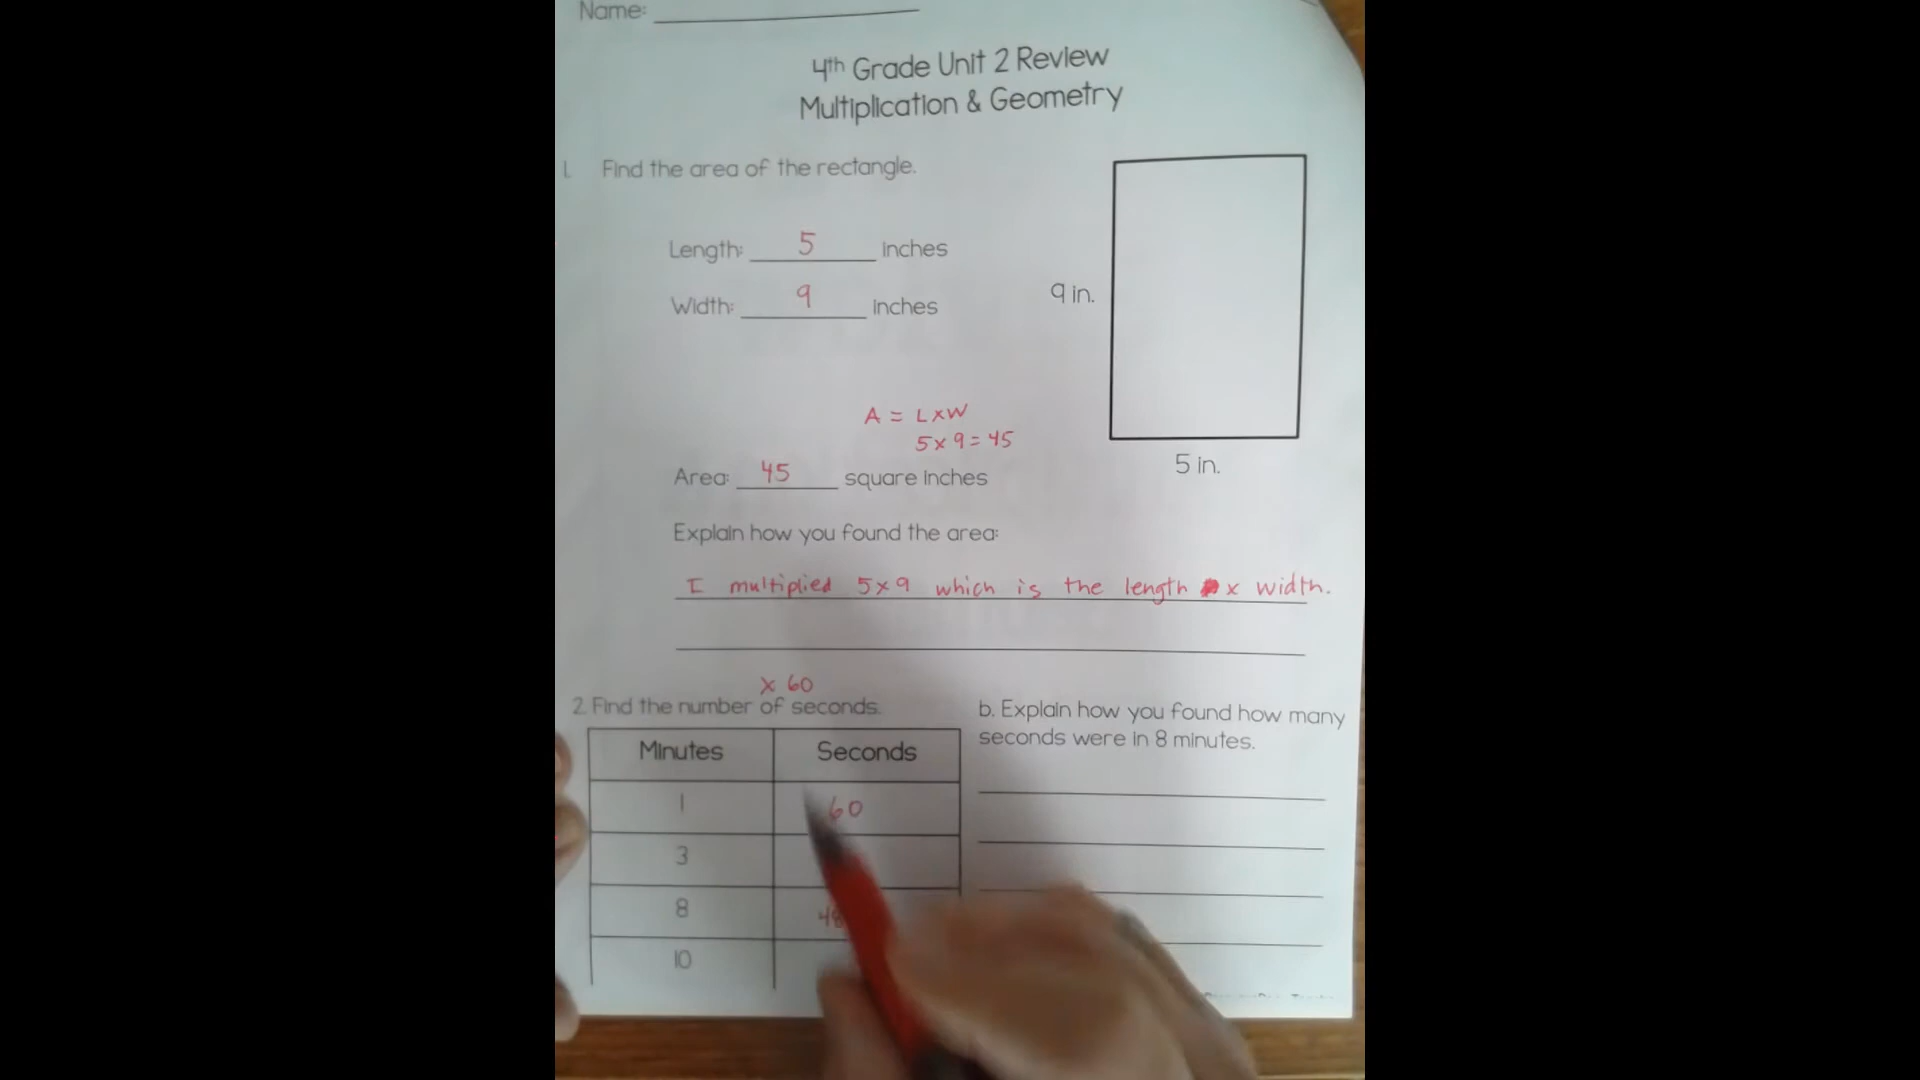 Name:
4th Grade Unit 2 Review
Multiplication & Geometry
1. Find the area of the rectangle.
Length: 5 inches
Width: 9 inches
9 in.
A = L x W
5 x 9 = 45
5 in.
Area: 45 square inches
Explain how you found the area:
I multiplied 5 x 9 which is the length x width.
x 60
2. Find the number of seconds.
b. Explain how you found how many
seconds were in 8 minutes.
Minutes Seconds
1 60
3
8
10